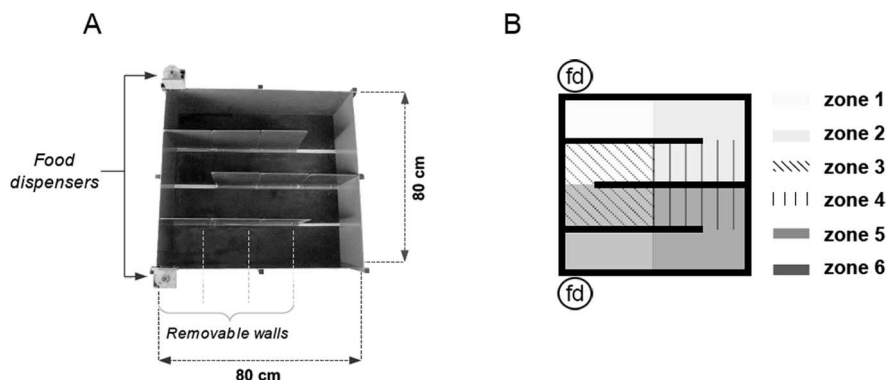 A
Food
dispensers
80 cm
Removable walls
80 cm
B
fd
fd
zone 1
zone 2
zone 3
zone 4
zone 5
zone 6